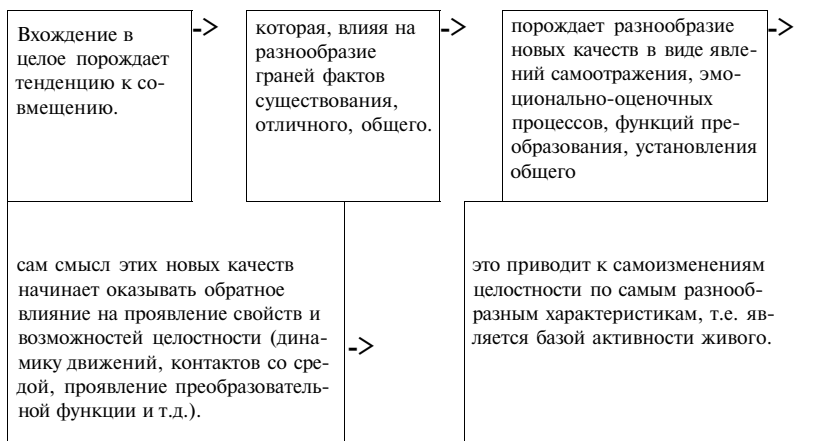 Вхождение в
целое порождает
тенденцию к со-
вмещению.
->
которая, влияя на
разнообразие
граней фактов
существования,
отличного, общего.
->
порождает разнообразие
новых качеств в виде явле-
ний самоотражения, эмо-
ционально-оценочных
процессов, функций пре-
образования, установления
общего
->
сам смысл этих новых качеств
начинает оказывать обратное
влияние на проявление свойств и
возможностей целостности (дина-
мику движений, контактов со сре-
дой, проявление преобразователь-
ной функции и т.д.).
->
это приводит к самоизменениям
целостности по самым разнооб-
разным характеристикам, т.е. яв-
ляется базой активности живого.